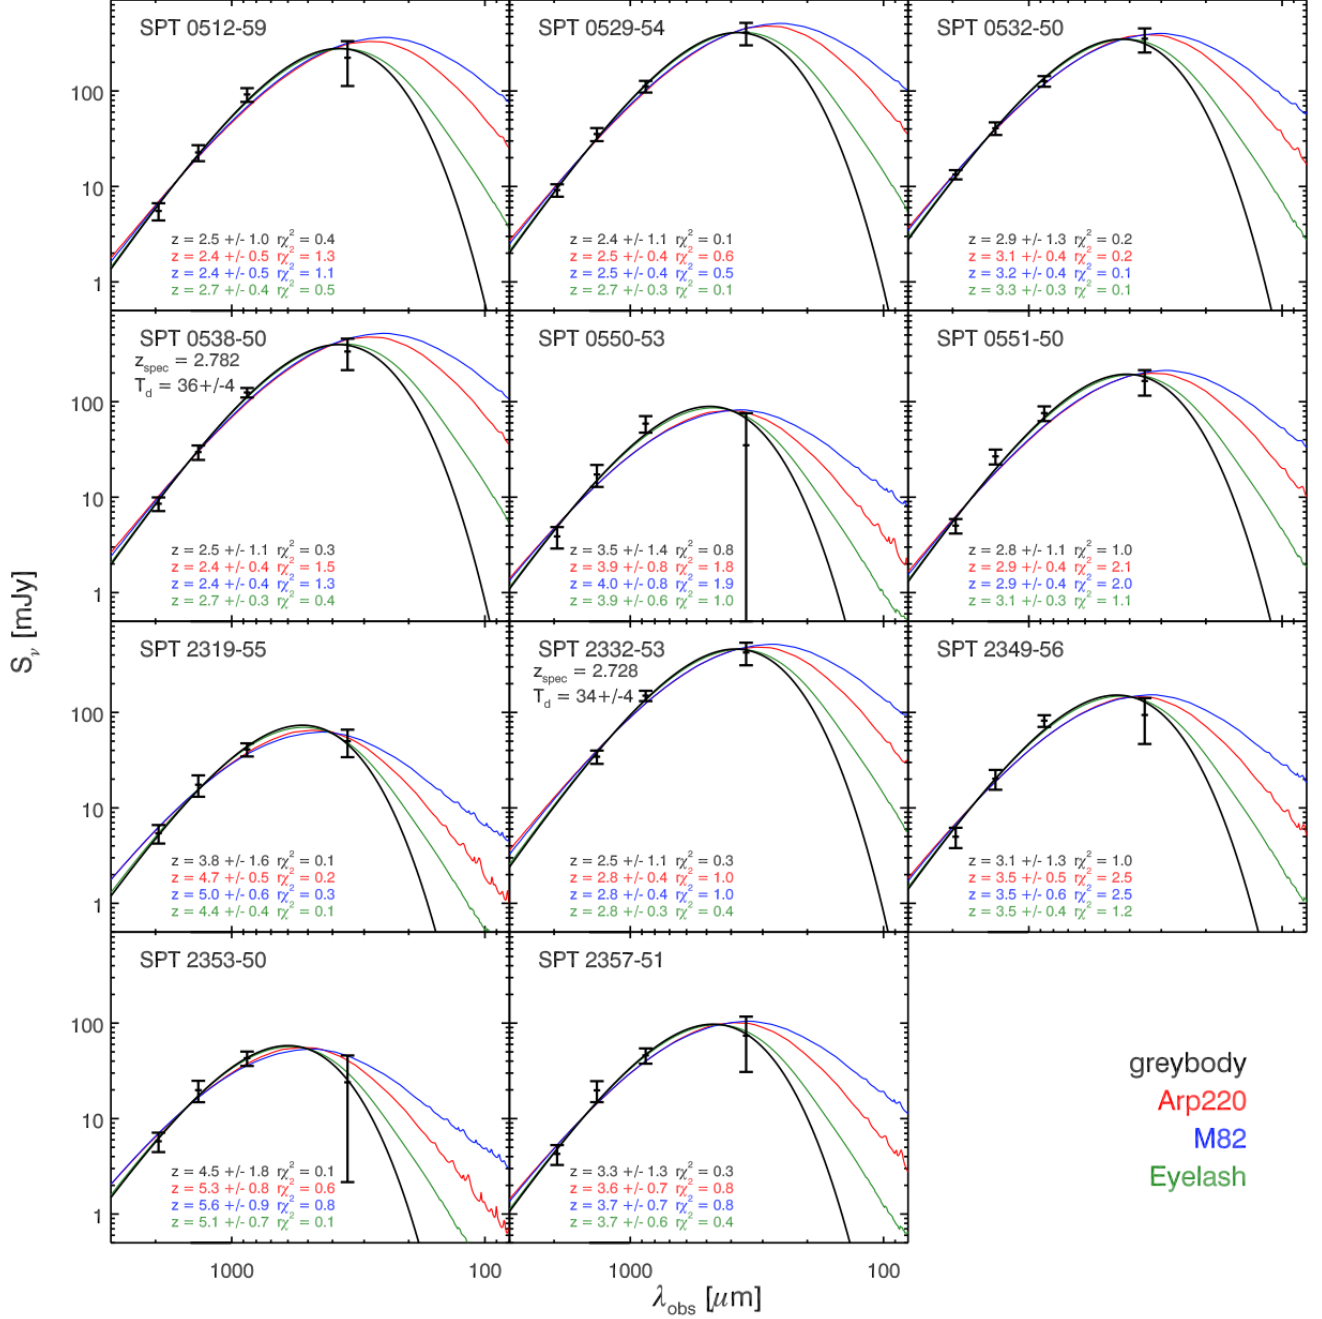 SPT 0512-59
z = 2.5 +/- 1.0 rχ² = 0.4
z = 2.4 +/- 0.5 rχ² = 1.3
z = 2.4 +/- 0.5 rχ² = 1.1
z = 2.7 +/- 0.4 rχ² = 0.5
SPT 0529-54
z = 2.4 +/- 1.1 rχ² = 0.1
z = 2.5 +/- 0.4 rχ² = 0.6
z = 2.5 +/- 0.4 rχ² = 0.5
z = 2.7 +/- 0.3 rχ² = 0.1
SPT 0532-50
z = 2.9 +/- 1.3 rχ² = 0.2
z = 3.1 +/- 0.4 rχ² = 0.2
z = 3.2 +/- 0.4 rχ² = 0.1
z = 3.3 +/- 0.3 rχ² = 0.1
100
10
1
SPT 0538-50
z_spec = 2.782
T_d = 36+/-4
z = 2.5 +/- 1.1 rχ² = 0.3
z = 2.4 +/- 0.4 rχ² = 1.5
z = 2.4 +/- 0.4 rχ² = 1.3
z = 2.7 +/- 0.3 rχ² = 0.4
SPT 0550-53
z = 3.5 +/- 1.4 rχ² = 0.8
z = 3.9 +/- 0.8 rχ² = 1.8
z = 4.0 +/- 0.8 rχ² = 1.9
z = 3.9 +/- 0.6 rχ² = 1.0
SPT 0551-50
z = 2.8 +/- 1.1 rχ² = 1.0
z = 2.9 +/- 0.4 rχ² = 2.1
z = 2.9 +/- 0.4 rχ² = 2.0
z = 3.1 +/- 0.3 rχ² = 1.1
100
10
1
S_ν [mJy]
SPT 2319-55
z = 3.8 +/- 1.6 rχ² = 0.1
z = 4.7 +/- 0.5 rχ² = 0.2
z = 5.0 +/- 0.6 rχ² = 0.3
z = 4.4 +/- 0.4 rχ² = 0.1
SPT 2332-53
z_spec = 2.728
T_d = 34+/-4
z = 2.5 +/- 1.1 rχ² = 0.3
z = 2.8 +/- 0.4 rχ² = 1.0
z = 2.8 +/- 0.4 rχ² = 1.0
z = 2.8 +/- 0.3 rχ² = 0.4
SPT 2349-56
z = 3.1 +/- 1.3 rχ² = 1.0
z = 3.5 +/- 0.5 rχ² = 2.5
z = 3.5 +/- 0.6 rχ² = 2.5
z = 3.5 +/- 0.4 rχ² = 1.2
100
10
1
SPT 2353-50
z = 4.5 +/- 1.8 rχ² = 0.1
z = 5.3 +/- 0.8 rχ² = 0.6
z = 5.6 +/- 0.9 rχ² = 0.8
z = 5.1 +/- 0.7 rχ² = 0.1
SPT 2357-51
z = 3.3 +/- 1.3 rχ² = 0.3
z = 3.6 +/- 0.7 rχ² = 0.8
z = 3.7 +/- 0.7 rχ² = 0.8
z = 3.7 +/- 0.6 rχ² = 0.4
100
10
1
greybody
Arp220
M82
Eyelash
1000 100 1000 100
λ_obs [μm]